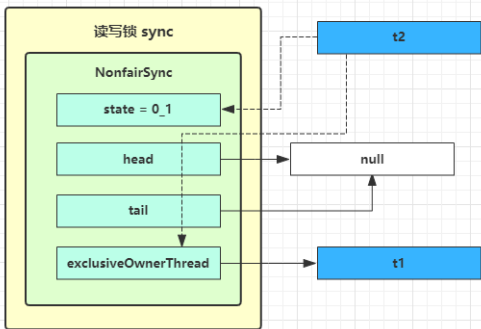 读写锁 sync
t2
NonfairSync
state = 0_1
head
null
tail
exclusiveOwnerThread
t1